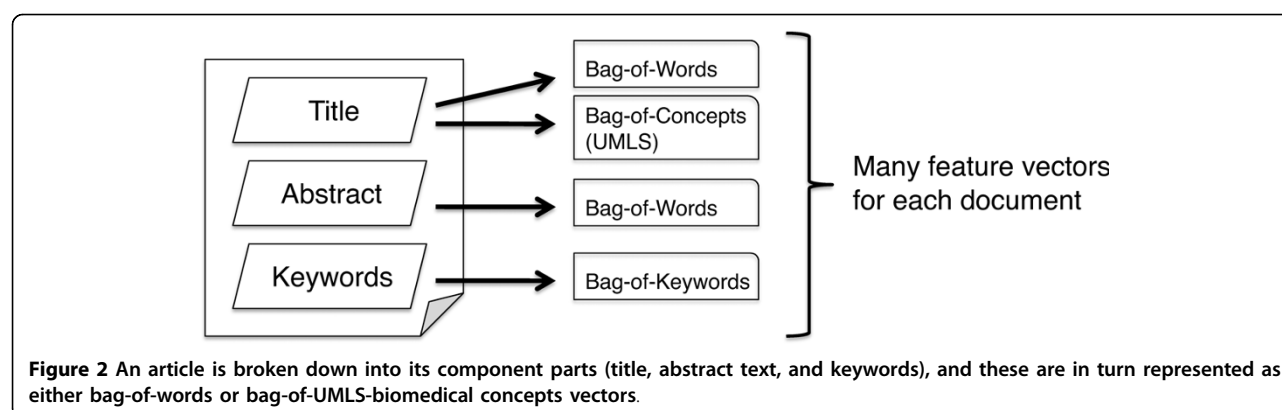 Title
Abstract
Keywords
Bag-of-Words
Bag-of-Concepts
(UMLS)
Bag-of-Words
Bag-of-Keywords
Many feature vectors
for each document
Figure 2 An article is broken down into its component parts (title, abstract text, and keywords), and these are in turn represented as
either bag-of-words or bag-of-UMLS-biomedical concepts vectors.